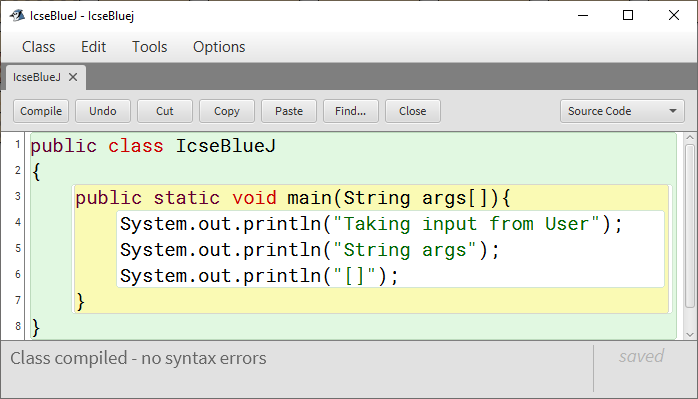 IcseBlueJ - IcseBluej
Class Edit Tools Options
IcseBlueJ
Compile Undo Cut Copy Paste Find... Close Source Code
1 public class IcseBlueJ
2 {
3 public static void main(String args[]){
4 System.out.println("Taking input from User");
5 System.out.println("String args");
6 System.out.println("[]");
7 }
8 }
Class compiled - no syntax errors saved